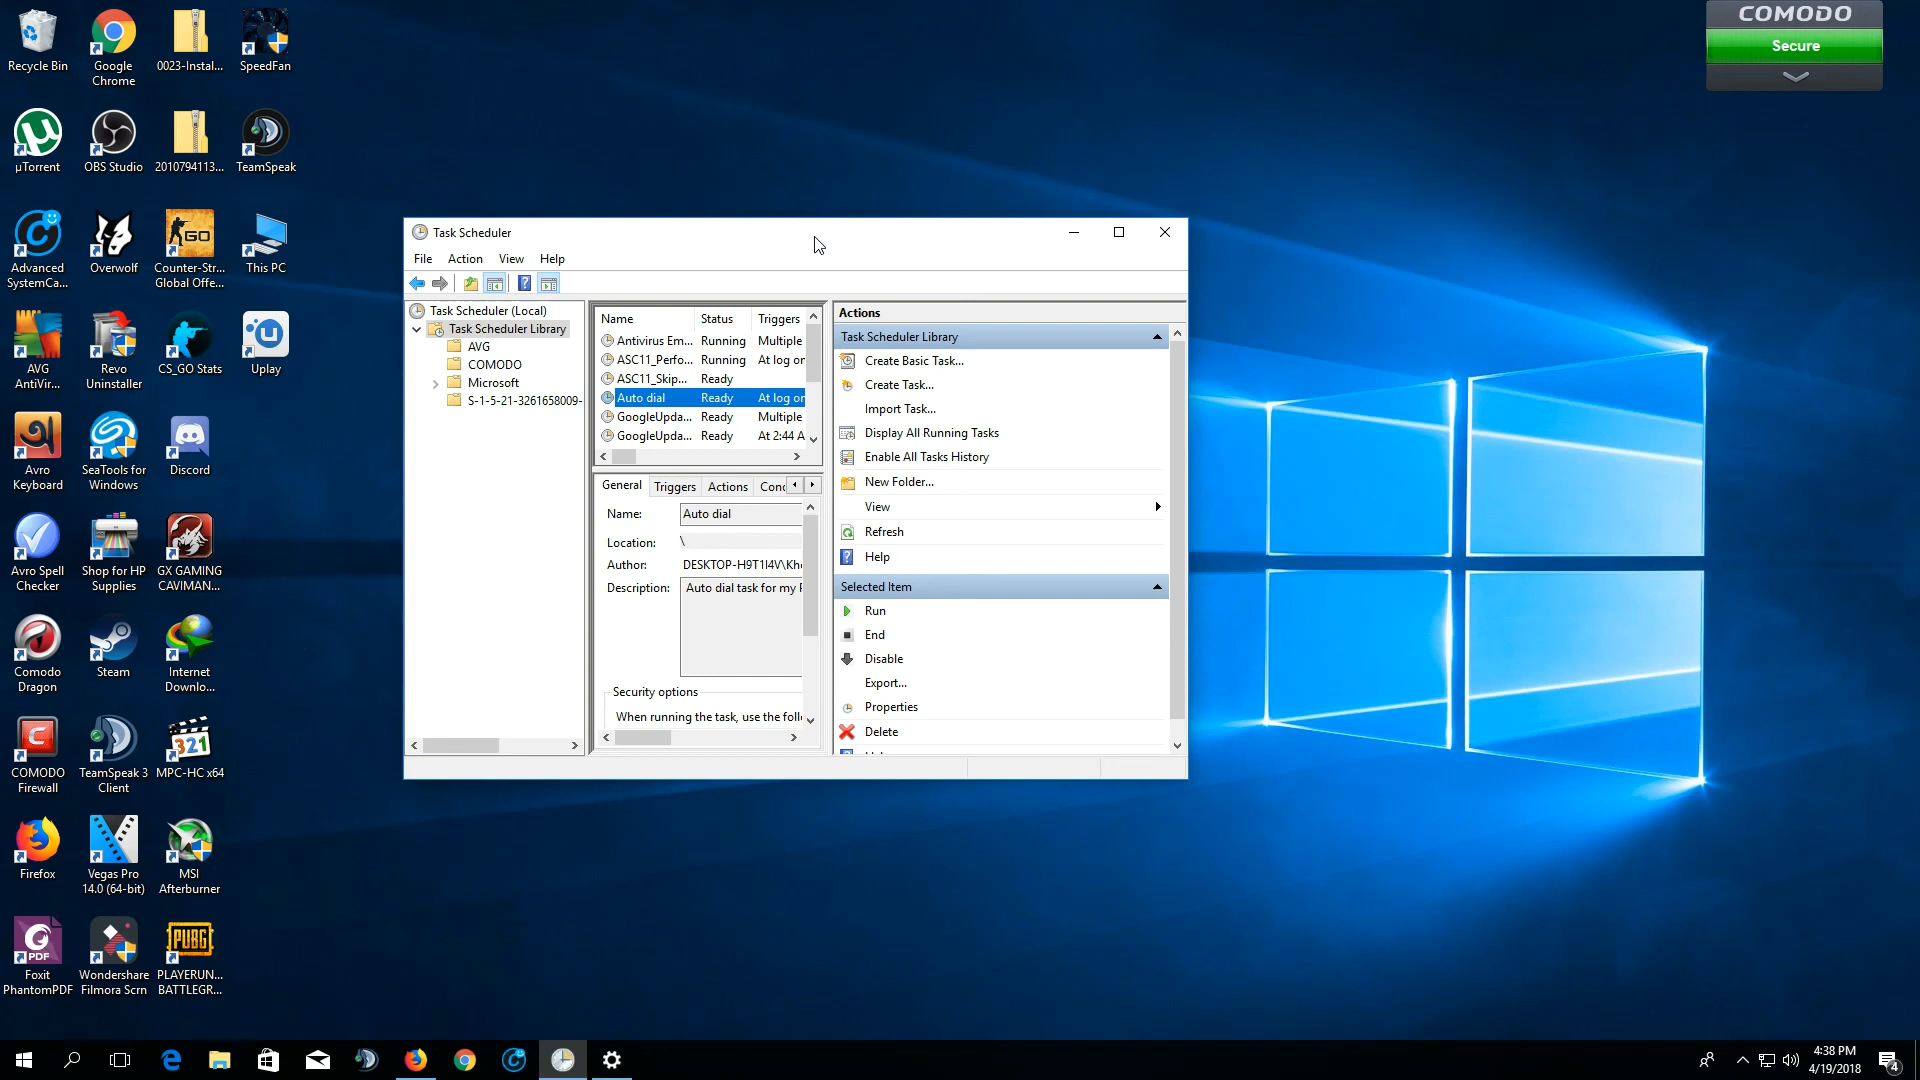 Recycle Bin
Google
Chrome
0023-Instal...
SpeedFan
COMODO
Secure
µTorrent
OBS Studio
2010794113...
TeamSpeak
Advanced
SystemCa...
Overwolf
Counter-Str...
Global Offe...
This PC
AVG
AntiVir...
Revo
Uninstaller
CS_GO Stats
Uplay
Avro
Keyboard
SeaTools for
Windows
Discord
Avro Spell
Checker
Shop for HP
Supplies
GX GAMING
CAVIMAN...
Comodo
Dragon
Steam
Internet
Downlo...
COMODO
Firewall
TeamSpeak 3
Client
MPC-HC x64
Firefox
Vegas Pro
14.0 (64-bit)
MSI
Afterburner
Foxit
PhantomPDF
Wondershare
Filmora Scrn
PLAYERUN...
BATTLEGR...
PDF
321
PUBG
GO
Task Scheduler
File Action View Help
Task Scheduler (Local)
Task Scheduler Library
AVG
COMODO
Microsoft
S-1-5-21-3261658009-
Name Status Triggers
Antivirus Em... Running Multiple
ASC11_Perfo... Running At log or
ASC11_Skip... Ready
Auto dial Ready At log or
GoogleUpda... Ready Multiple
GoogleUpda... Ready At 2:44 A
General Triggers Actions Conc
Name: Auto dial
Location: \
Author: DESKTOP-H9T1I4V\Kh
Description: Auto dial task for my
Security options
When running the task, use the foll
Actions
Task Scheduler Library
Create Basic Task...
Create Task...
Import Task...
Display All Running Tasks
Enable All Tasks History
New Folder...
View
Refresh
Help
Selected Item
Run
End
Disable
Export...
Properties
Delete
4:38 PM
4/19/2018
4